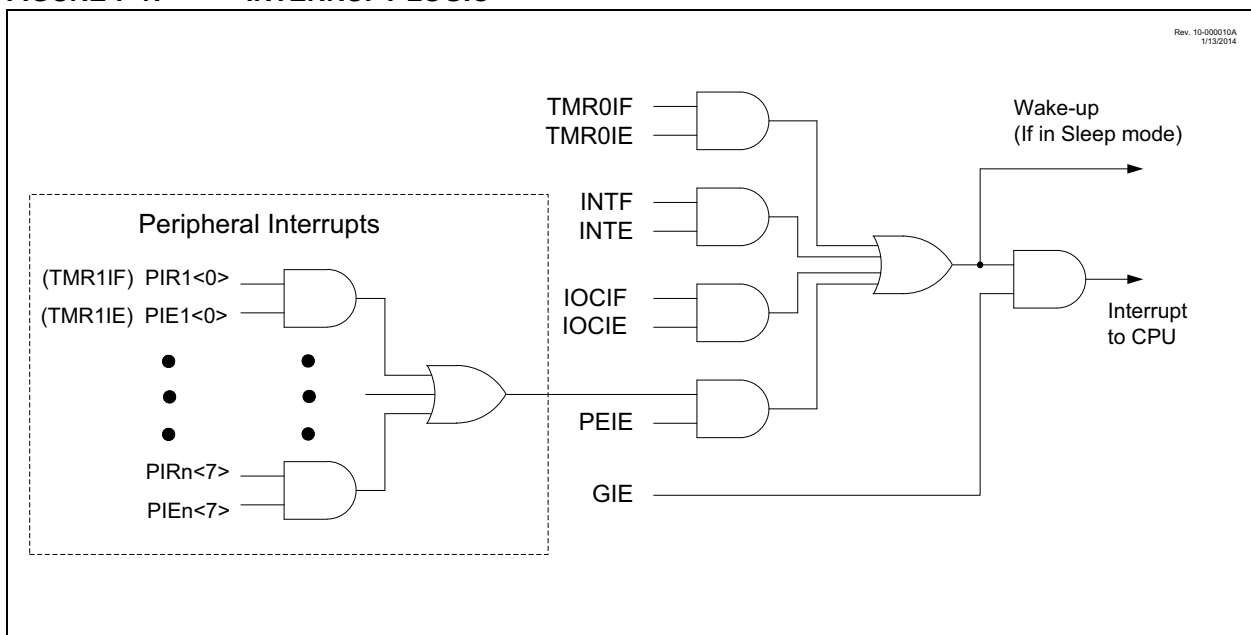 Rev. 10-000010A
1/13/2014
TMR0IF
TMR0IE
Wake-up
(If in Sleep mode)
INTF
INTE
Peripheral Interrupts
(TMR1IF) PIR1<0>
(TMR1IE) PIE1<0>
IOCIF
IOCIE
Interrupt
to CPU
PEIE
PIRn<7>
PIEn<7>
GIE